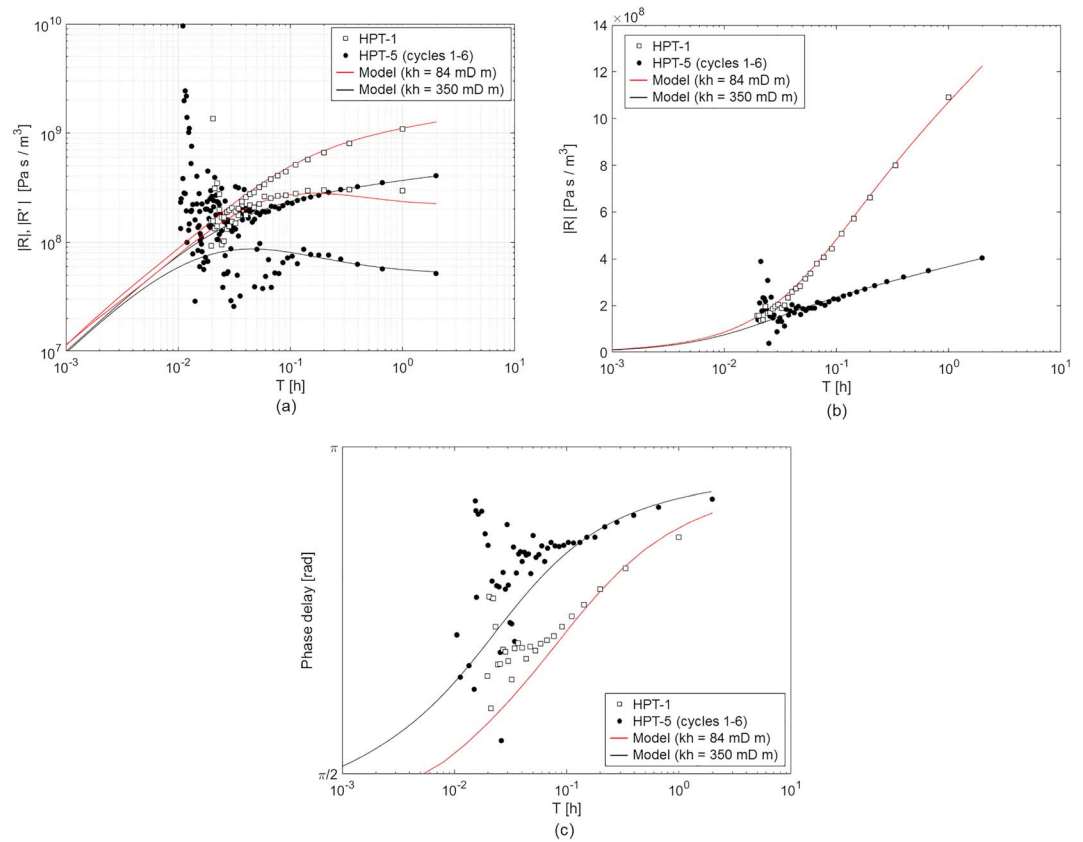 10^10
10^9
10^8
10^7
|R|, |R' | [Pa s / m^3]
HPT-1
HPT-5 (cycles 1-6)
Model (kh = 84 mD m)
Model (kh = 350 mD m)
10^-3 10^-2 10^-1 10^0 10^1
T [h]
(a)
14 ×10^8
12
10
8
6
4
2
0
|R| [Pa s / m^3]
HPT-1
HPT-5 (cycles 1-6)
Model (kh = 84 mD m)
Model (kh = 350 mD m)
10^-3 10^-2 10^-1 10^0 10^1
T [h]
(b)
π
π/2
Phase delay [rad]
HPT-1
HPT-5 (cycles 1-6)
Model (kh = 84 mD m)
Model (kh = 350 mD m)
10^-3 10^-2 10^-1 10^0 10^1
T [h]
(c)